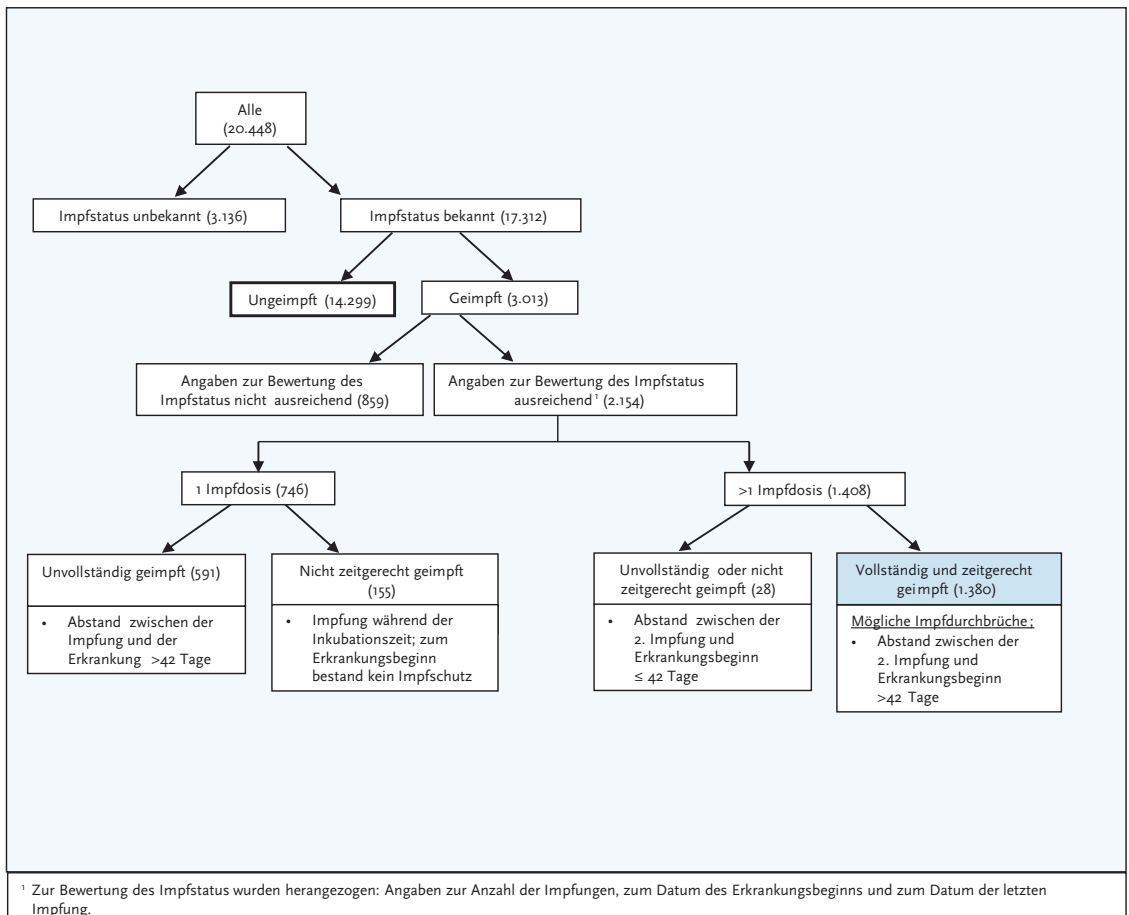 Alle
(20.448)
Impfstatus unbekannt (3.136)
Impfstatus bekannt (17.312)
Ungeimpft (14.299)
Geimpft (3.013)
Angaben zur Bewertung des
Impfstatus nicht ausreichend (859)
Angaben zur Bewertung des Impfstatus
ausreichend¹ (2.154)
1 Impfdosis (746)
>1 Impfdosis (1.408)
Unvollständig geimpft (591)
• Abstand zwischen der
Impfung und der
Erkrankung >42 Tage
Nicht zeitgerecht geimpft
(155)
• Impfung während der
Inkubationszeit; zum
Erkrankungsbeginn
bestand kein Impfschutz
Unvollständig oder nicht
zeitgerecht geimpft (28)
• Abstand zwischen der
2. Impfung und
Erkrankungsbeginn
≤ 42 Tage
Vollständig und zeitgerecht
geimpft (1.380)
Mögliche Impfdurchbrüche:
• Abstand zwischen der
2. Impfung und
Erkrankungsbeginn
>42 Tage
¹ Zur Bewertung des Impfstatus wurden herangezogen: Angaben zur Anzahl der Impfungen, zum Datum des Erkrankungsbeginns und zum Datum der letzten
Impfung.